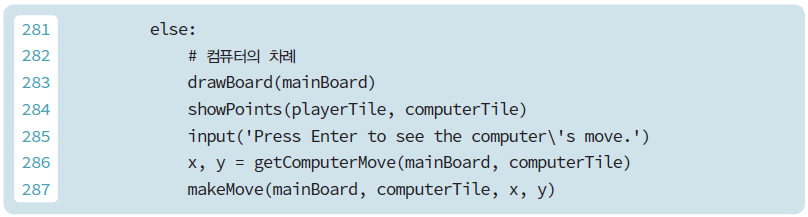 281 else:
282 # 컴퓨터의 차례
283 drawBoard(mainBoard)
284 showPoints(playerTile, computerTile)
285 input('Press Enter to see the computer\'s move.')
286 x, y = getComputerMove(mainBoard, computerTile)
287 makeMove(mainBoard, computerTile, x, y)